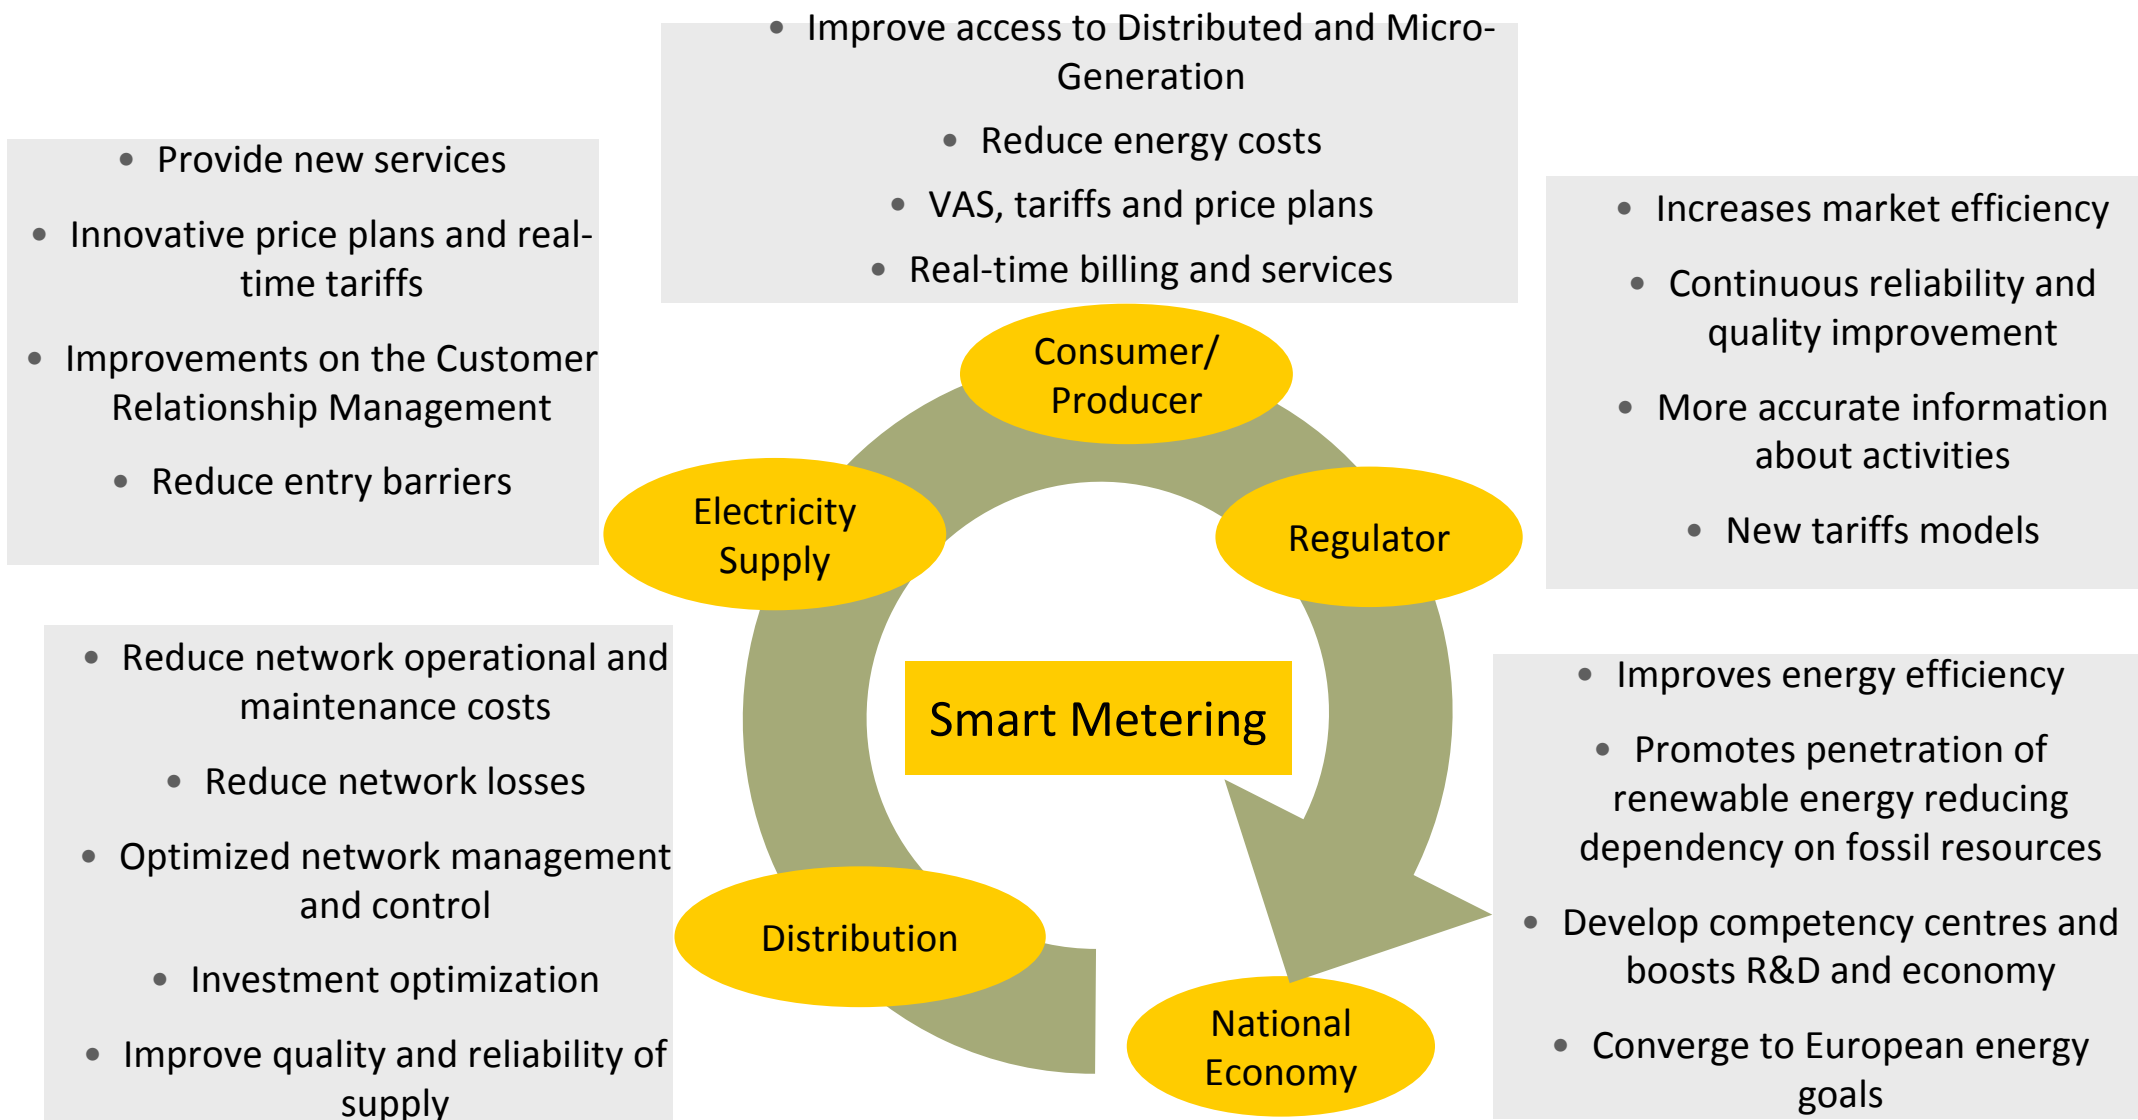 • Improve access to Distributed and Micro-
Generation
• Reduce energy costs
• VAS, tariffs and price plans
• Real-time billing and services
• Provide new services
• Innovative price plans and real-
time tariffs
• Improvements on the Customer
Relationship Management
• Reduce entry barriers
• Increases market efficiency
• Continuous reliability and
quality improvement
• More accurate information
about activities
• New tariffs models
Consumer/
Producer
Electricity
Supply
Regulator
Smart Metering
Distribution
National
Economy
• Reduce network operational and
maintenance costs
• Reduce network losses
• Optimized network management
and control
• Investment optimization
• Improve quality and reliability of
supply
• Improves energy efficiency
• Promotes penetration of
renewable energy reducing
dependency on fossil resources
• Develop competency centres and
boosts R&D and economy
• Converge to European energy
goals